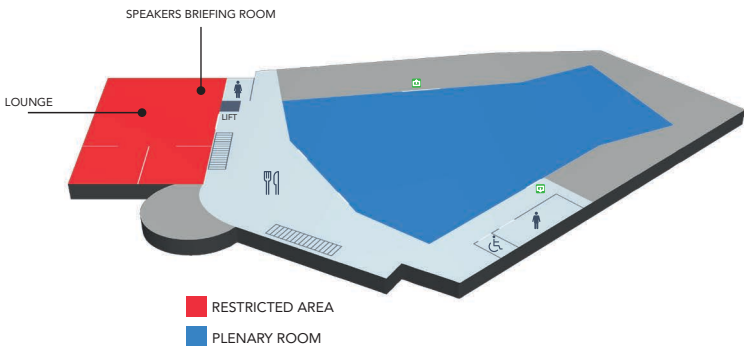 SPEAKERS BRIEFING ROOM
LOUNGE
LIFT
RESTRICTED AREA
PLENARY ROOM